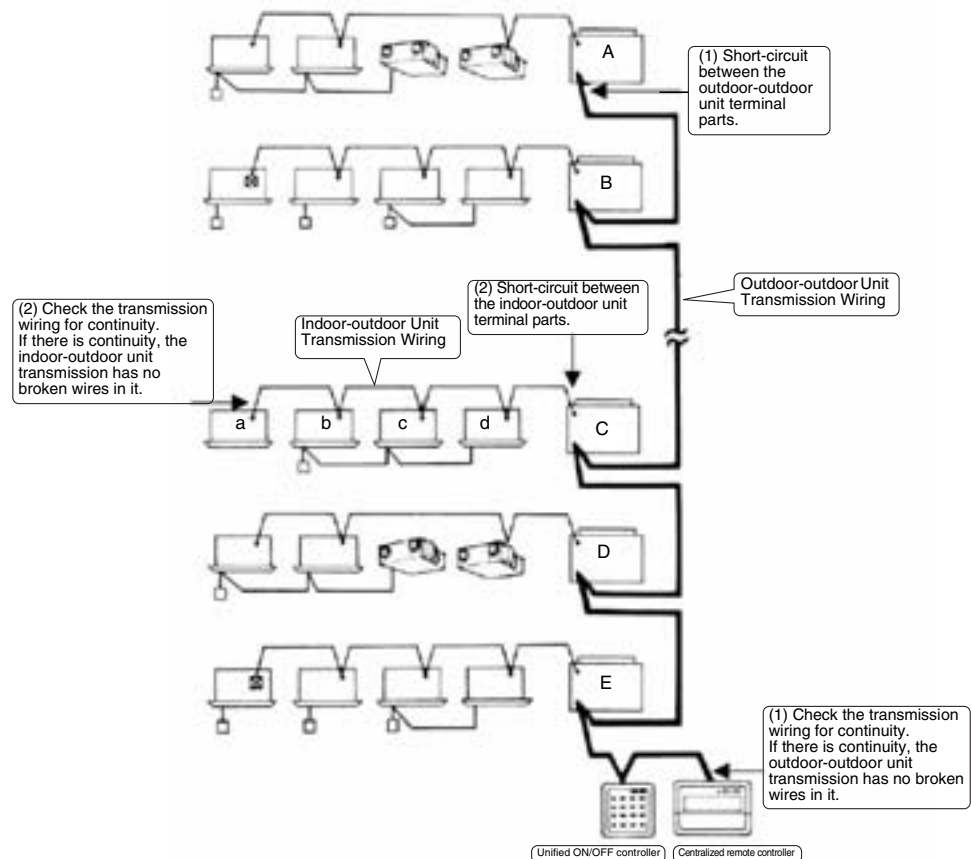 A
(1) Short-circuit
between the
outdoor-outdoor
unit terminal
parts.
B
(2) Check the transmission
wiring for continuity.
If there is continuity, the
indoor-outdoor unit
transmission has no
broken wires in it.
Indoor-outdoor Unit
Transmission Wiring
(2) Short-circuit between
the indoor-outdoor unit
terminal parts.
Outdoor-outdoor Unit
Transmission Wiring
a
b
c
d
C
D
E
(1) Check the transmission
wiring for continuity.
If there is continuity, the
outdoor-outdoor unit
transmission has no broken
wires in it.
Unified ON/OFF controller
Centralized remote controller